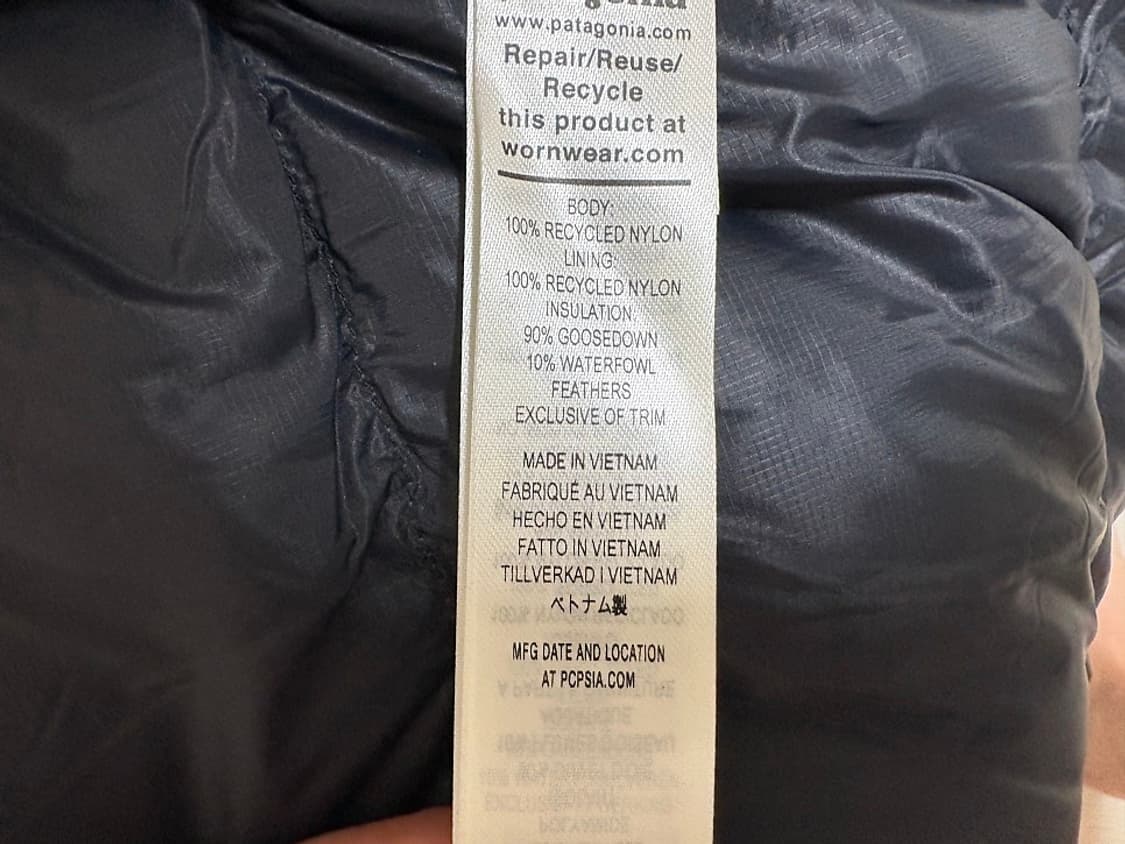 www.patagonia.com
Repair/Reuse/
Recycle
this product at
wornwear.com
BODY:
100% RECYCLED NYLON
LINING:
100% RECYCLED NYLON
INSULATION:
90% GOOSEDOWN
10% WATERFOWL
FEATHERS
EXCLUSIVE OF TRIM
MADE IN VIETNAM
FABRIQUÉ AU VIETNAM
HECHO EN VIETNAM
FATTO IN VIETNAM
TILLVERKAD I VIETNAM
ベトナム製
MFG DATE AND LOCATION
AT PCPSIA.COM